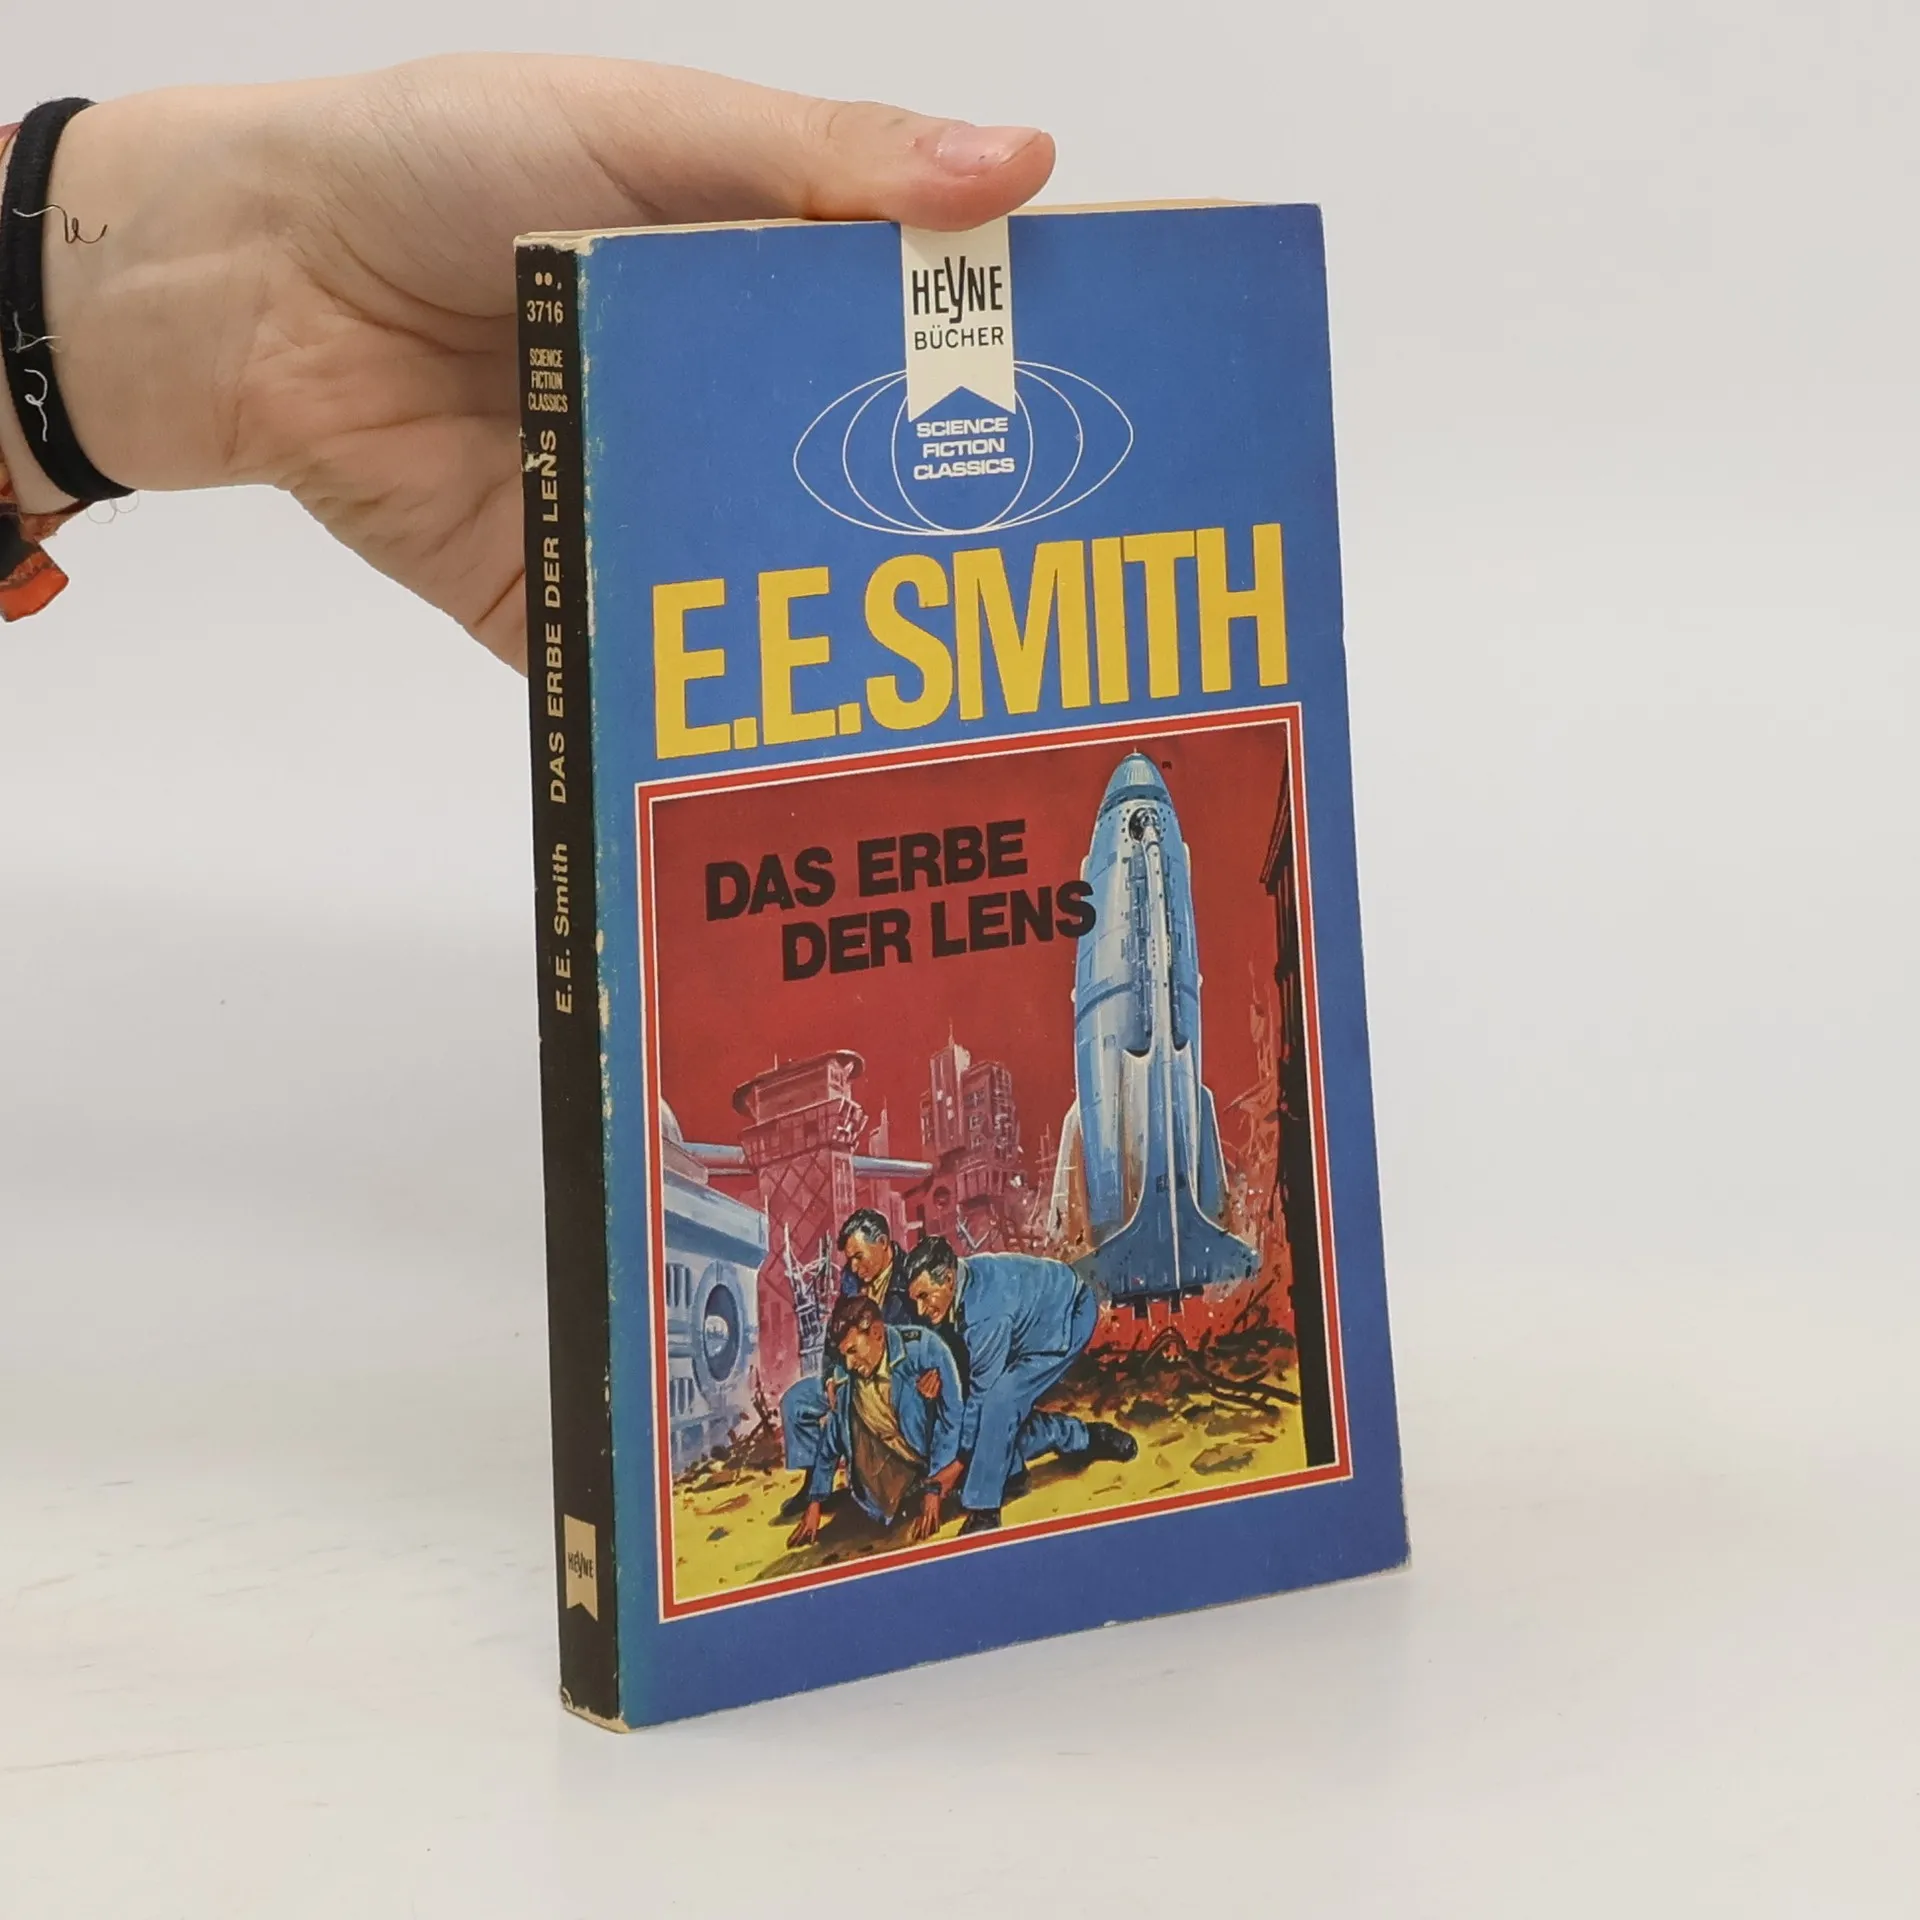 3716
SCIENCE
FICTION
CLASSICS
E. E. Smith DAS ERBE DER LENS
HEYNE
HEYNE
BÜCHER
SCIENCE
FICTION
CLASSICS
E.E.SMITH
DAS ERBE
DER LENS